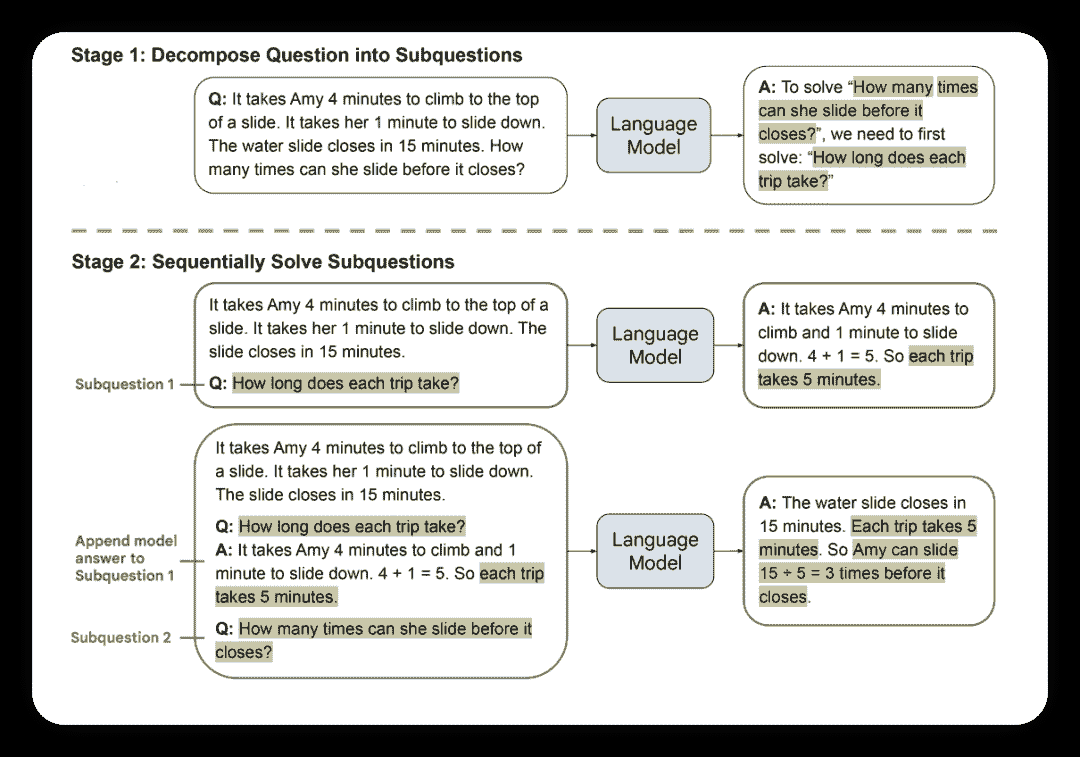 Stage 1: Decompose Question into Subquestions
Q: It takes Amy 4 minutes to climb to the top
of a slide. It takes her 1 minute to slide down.
The water slide closes in 15 minutes. How
many times can she slide before it closes?
Language
Model
A: To solve “How many times
can she slide before it
closes?”, we need to first
solve: “How long does each
trip take?”
Stage 2: Sequentially Solve Subquestions
It takes Amy 4 minutes to climb to the top of a
slide. It takes her 1 minute to slide down. The
slide closes in 15 minutes.
Subquestion 1
Q: How long does each trip take?
Language
Model
A: It takes Amy 4 minutes to
climb and 1 minute to slide
down. 4 + 1 = 5. So each trip
takes 5 minutes.
It takes Amy 4 minutes to climb to the top of
a slide. It takes her 1 minute to slide down.
The slide closes in 15 minutes.
Q: How long does each trip take?
Append model
answer to
Subquestion 1
A: It takes Amy 4 minutes to climb and 1
minute to slide down. 4 + 1 = 5. So each trip
takes 5 minutes.
Subquestion 2
Q: How many times can she slide before it
closes?
Language
Model
A: The water slide closes in
15 minutes. Each trip takes 5
minutes. So Amy can slide
15 ÷ 5 = 3 times before it
closes.